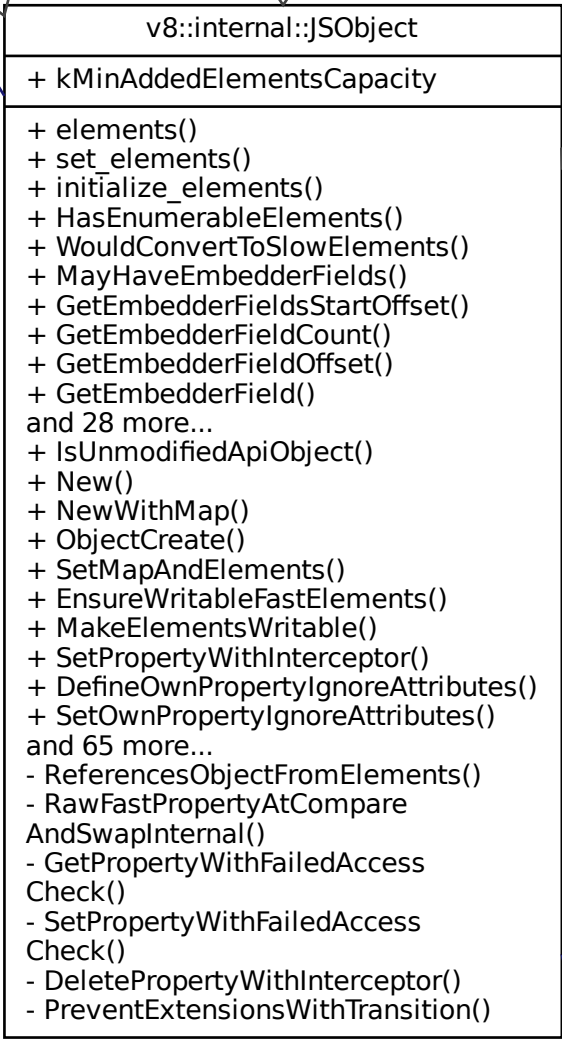 v8::internal::JSObject
+ kMinAddedElementsCapacity
+ elements()
+ set_elements()
+ initialize_elements()
+ HasEnumerableElements()
+ WouldConvertToSlowElements()
+ MayHaveEmbedderFields()
+ GetEmbedderFieldsStartOffset()
+ GetEmbedderFieldCount()
+ GetEmbedderFieldOffset()
+ GetEmbedderField()
and 28 more...
+ IsUnmodifiedApiObject()
+ New()
+ NewWithMap()
+ ObjectCreate()
+ SetMapAndElements()
+ EnsureWritableFastElements()
+ MakeElementsWritable()
+ SetPropertyWithInterceptor()
+ DefineOwnPropertyIgnoreAttributes()
+ SetOwnPropertyIgnoreAttributes()
and 65 more...
- ReferencesObjectFromElements()
- RawFastPropertyAtCompare
AndSwapInternal()
- GetPropertyWithFailedAccess
Check()
- SetPropertyWithFailedAccess
Check()
- DeletePropertyWithInterceptor()
- PreventExtensionsWithTransition()